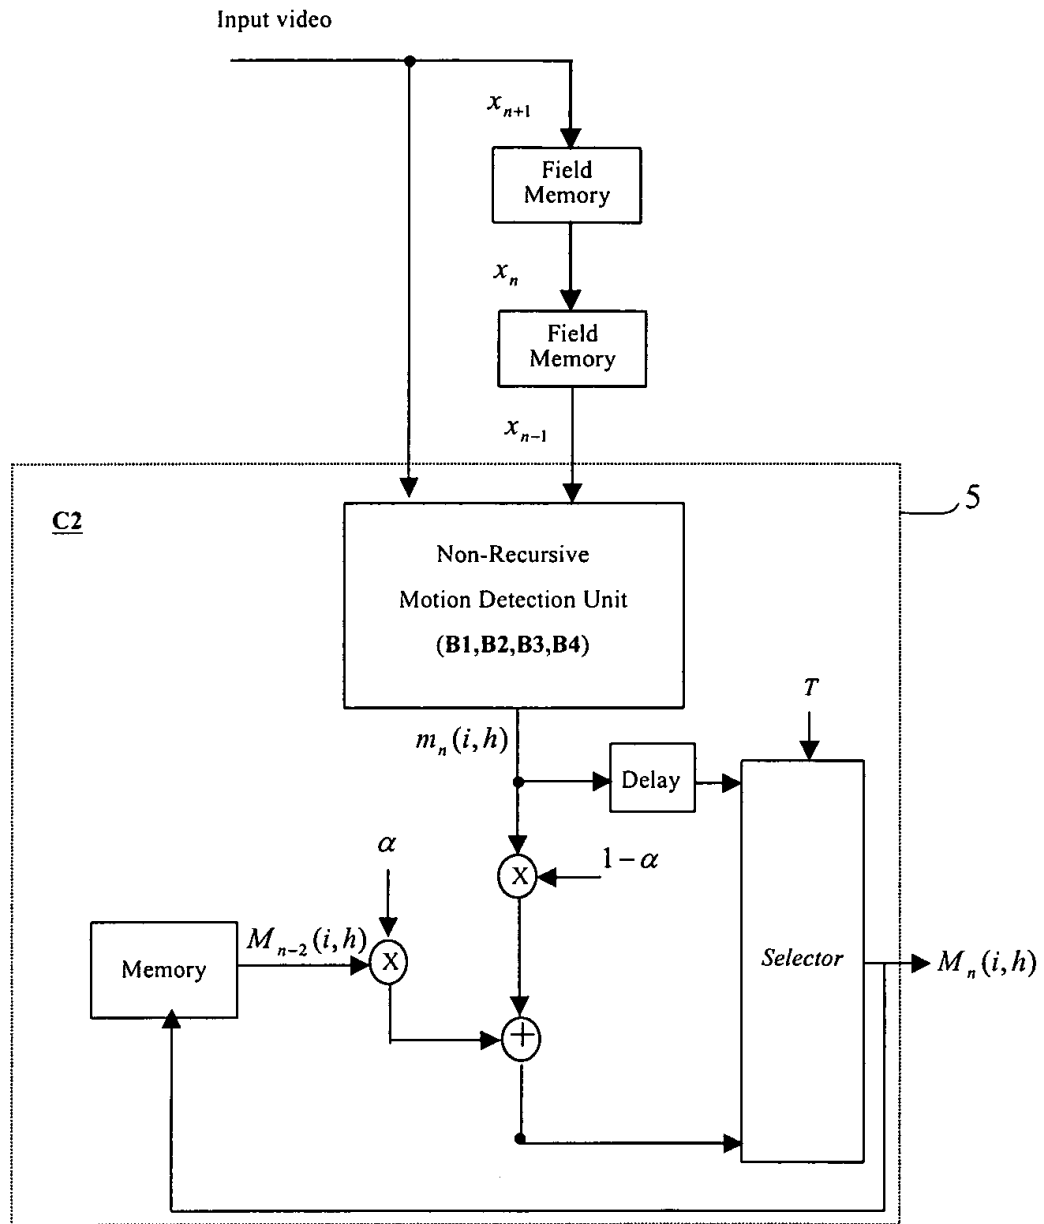 Input video
x_{n+1}
Field
Memory
x_n
Field
Memory
x_{n-1}
C2
5
Non-Recursive
Motion Detection Unit
(B1,B2,B3,B4)
T
m_n(i,h)
Delay
α
X
1-α
Memory
M_{n-2}(i,h)
X
Selector
M_n(i,h)
+